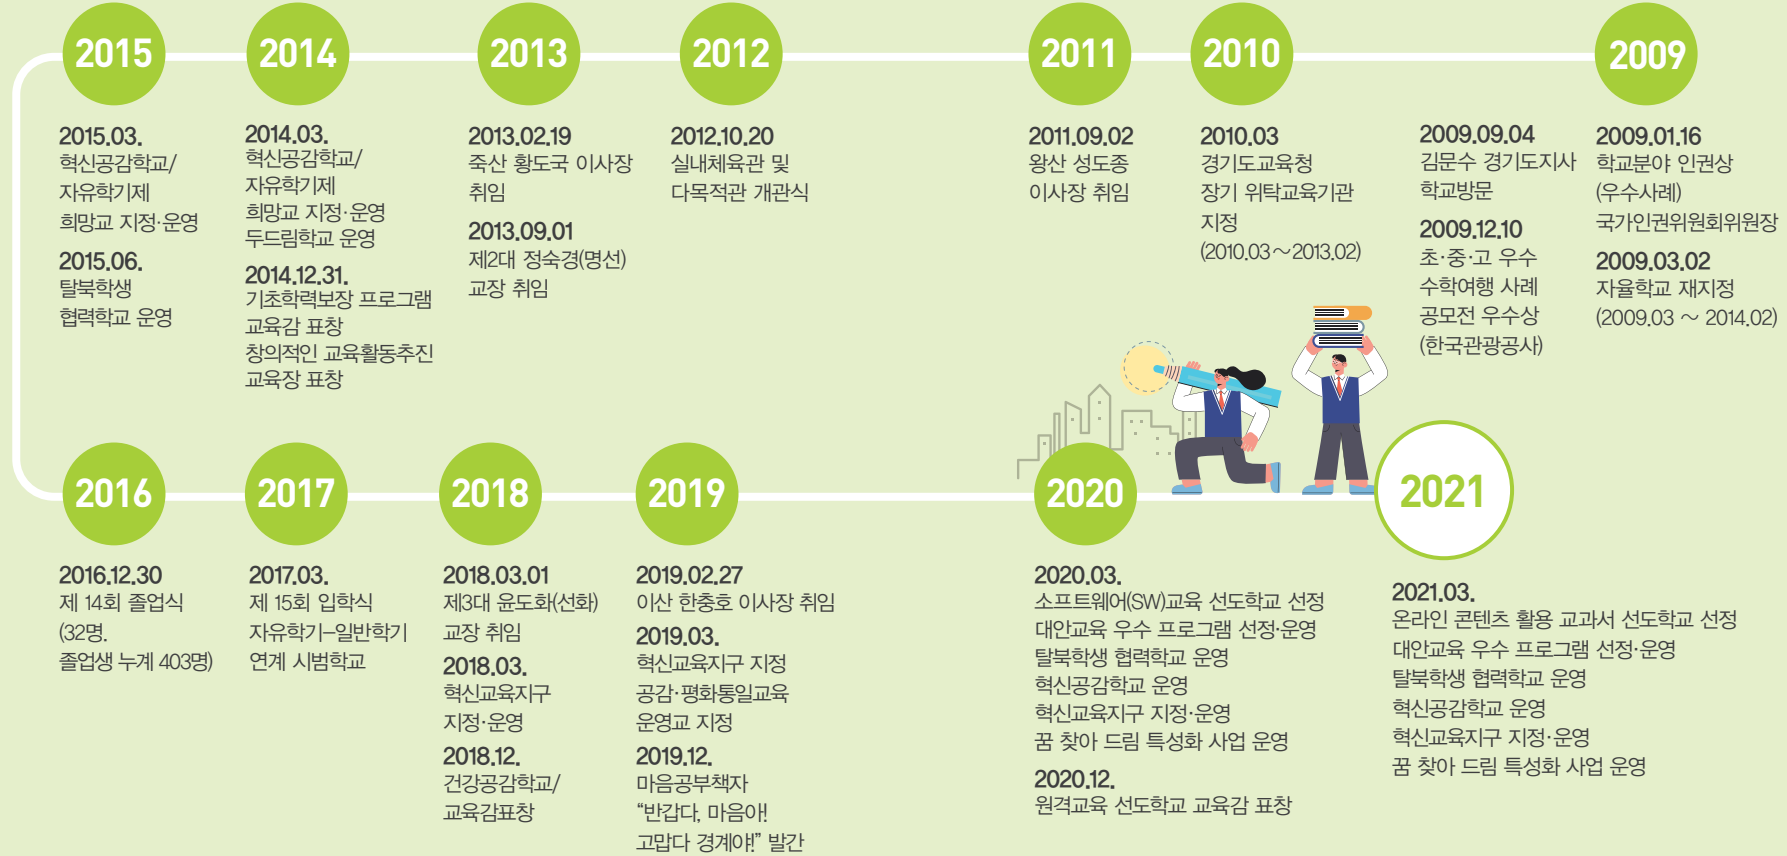 2015
2015.03.
혁신공감학교/
자유학기제
희망교 지정·운영
2015.06.
탈북학생
협력학교 운영
2014
2014.03.
혁신공감학교/
자유학기제
희망교 지정·운영
두드림학교 운영
2014.12.31.
기초학력보장 프로그램
교육감 표창
창의적인 교육활동추진
교육장 표창
2013
2013.02.19
죽산 황도국 이사장
취임
2013.09.01
제2대 정숙경(명선)
교장 취임
2012
2012.10.20
실내체육관 및
다목적관 개관식
2011
2011.09.02
왕산 성도종
이사장 취임
2010
2010.03
경기도교육청
장기 위탁교육기관
지정
(2010.03~2013.02)
2009.09.04
김문수 경기도지사
학교방문
2009.12.10
초·중·고 우수
수학여행 사례
공모전 우수상
(한국관광공사)
2009
2009.01.16
학교분야 인권상
(우수사례)
국가인권위원회위원장
2009.03.02
자율학교 재지정
(2009.03 ~ 2014.02)
2016
2016.12.30
제 14회 졸업식
(32명.
졸업생 누계 403명)
2017
2017.03.
제 15회 입학식
자유학기-일반학기
연계 시범학교
2018
2018.03.01
제3대 윤도화(선화)
교장 취임
2018.03.
혁신교육지구
지정·운영
2018.12.
건강공감학교/
교육감표창
2019
2019.02.27
이산 한충호 이사장 취임
2019.03.
혁신교육지구 지정
공감·평화통일교육
운영교 지정
2019.12.
마음공부책자
“반갑다, 마음아!
고맙다 경계야!” 발간
2020
2020.03.
소프트웨어(SW)교육 선도학교 선정
대안교육 우수 프로그램 선정·운영
탈북학생 협력학교 운영
혁신공감학교 운영
혁신교육지구 지정·운영
꿈 찾아 드림 특성화 사업 운영
2020.12.
원격교육 선도학교 교육감 표창
2021
2021.03.
온라인 콘텐츠 활용 교과서 선도학교 선정
대안교육 우수 프로그램 선정·운영
탈북학생 협력학교 운영
혁신공감학교 운영
혁신교육지구 지정·운영
꿈 찾아 드림 특성화 사업 운영